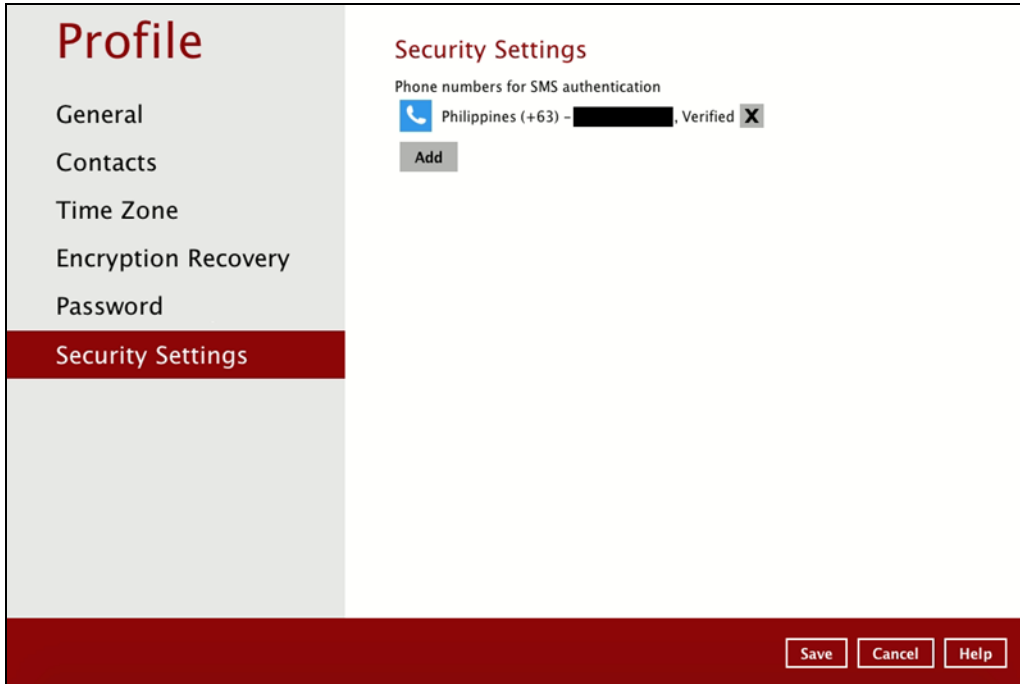 Profile
General
Contacts
Time Zone
Encryption Recovery
Password
Security Settings
Security Settings
Phone numbers for SMS authentication
Philippines (+63) – , Verified X
Add
Save Cancel Help